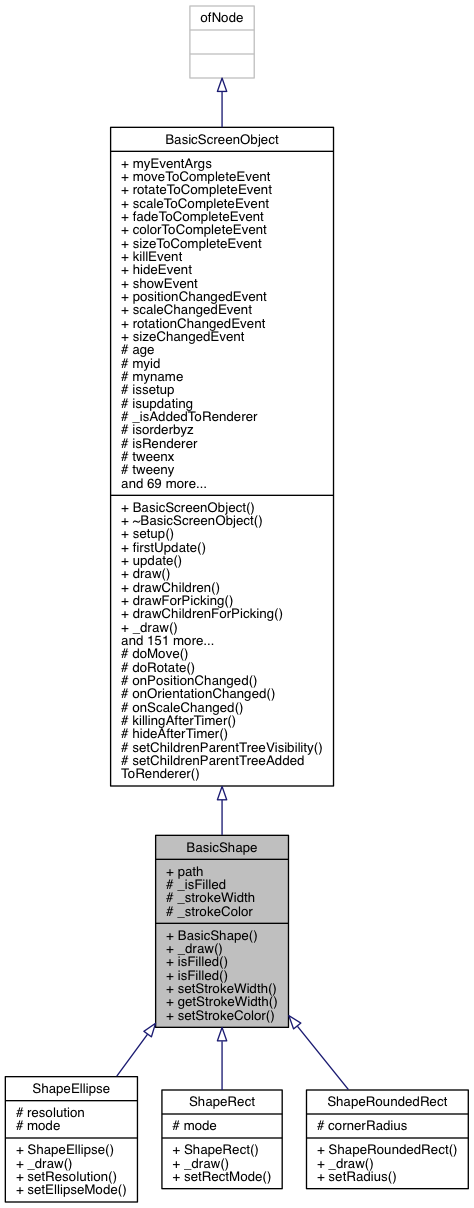 ofNode
BasicScreenObject
+ myEventArgs
+ moveToCompleteEvent
+ rotateToCompleteEvent
+ scaleToCompleteEvent
+ fadeToCompleteEvent
+ colorToCompleteEvent
+ sizeToCompleteEvent
+ killEvent
+ hideEvent
+ showEvent
+ positionChangedEvent
+ scaleChangedEvent
+ rotationChangedEvent
+ sizeChangedEvent
# age
# myid
# myname
# issetup
# isupdating
# _isAddedToRenderer
# isorderbyz
# isRenderer
# tweenx
# tweeny
and 69 more...
+ BasicScreenObject()
+ ~BasicScreenObject()
+ setup()
+ firstUpdate()
+ update()
+ draw()
+ drawChildren()
+ drawForPicking()
+ drawChildrenForPicking()
+ _draw()
and 151 more...
# doMove()
# doRotate()
# onPositionChanged()
# onOrientationChanged()
# onScaleChanged()
# killingAfterTimer()
# hideAfterTimer()
# setChildrenParentTreeVisibility()
# setChildrenParentTreeAdded
ToRenderer()
BasicShape
+ path
# _isFilled
# _strokeWidth
# _strokeColor
+ BasicShape()
+ _draw()
+ isFilled()
+ isFilled()
+ setStrokeWidth()
+ getStrokeWidth()
+ setStrokeColor()
ShapeEllipse
# resolution
# mode
+ ShapeEllipse()
+ _draw()
+ setResolution()
+ setEllipseMode()
ShapeRect
# mode
+ ShapeRect()
+ _draw()
+ setRectMode()
ShapeRoundedRect
# cornerRadius
+ ShapeRoundedRect()
+ _draw()
+ setRadius()